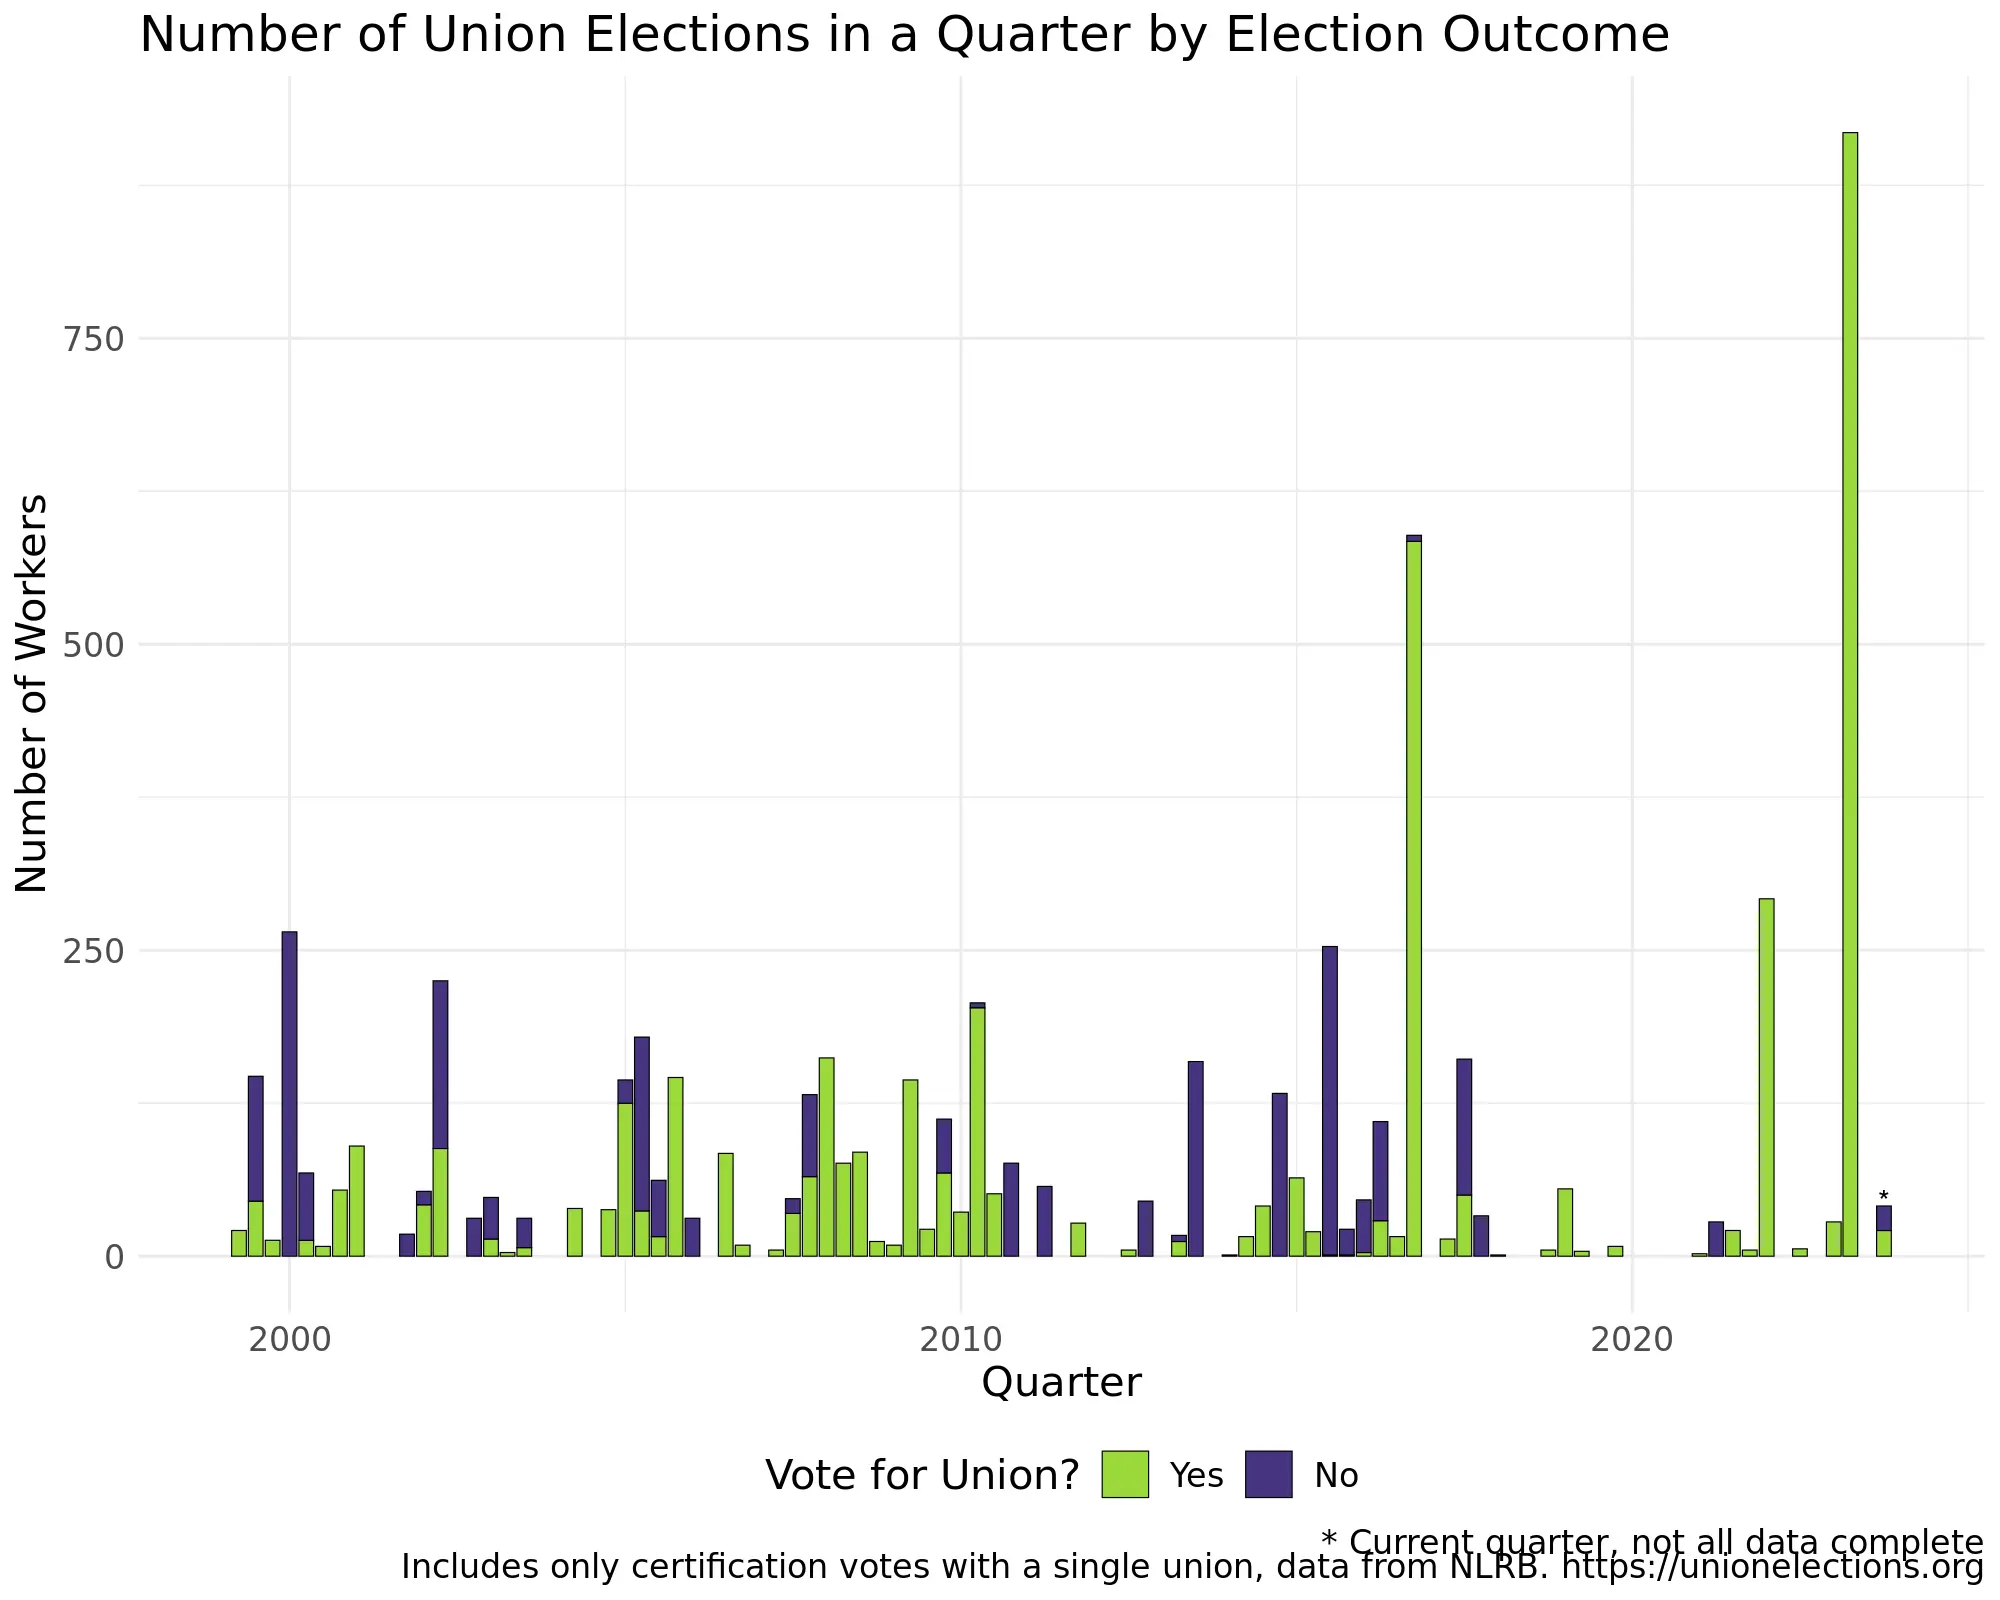 Number of Union Elections in a Quarter by Election Outcome
Number of Workers
750
500
250
0
*
2000
2010
2020
Quarter
Vote for Union?
Yes
No
* Current quarter, not all data complete
Includes only certification votes with a single union, data from NLRB. https://unionelections.org